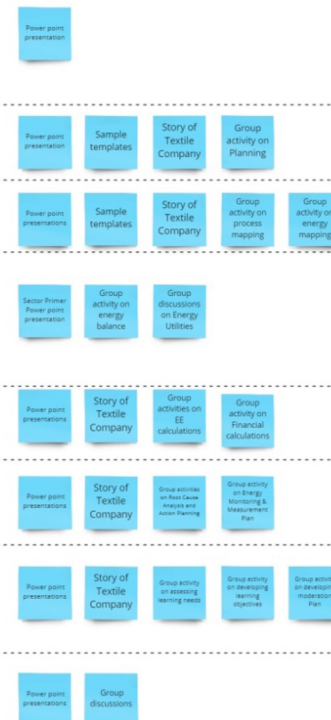 Power point
presentation
Power point
presentation
Sample
templates
Story of
Textile
Company
Group
activity on
Planning
Power point
presentations
Sample
templates
Story of
Textile
Company
Group
activity on
process
mapping
Group
activity on
energy
mapping
Sector Primer
Power point
presentation
Group
activity on
energy
balance
Group
discussions
on Energy
Utilities
Power point
presentations
Story of
Textile
Company
Group
activities on
EE
calculations
Group
activity on
Financial
calculations
Power point
presentations
Story of
Textile
Company
Group activities
on Root Cause
Analysis and
Action Planning
Group activity
on Energy
Monitoring &
Measurement
Plan
Power point
presentations
Story of
Textile
Company
Group activity
on assessing
learning needs
Group activity
on developing
learning
objectives
Group activity
on developing
moderation
Plan
Power point
presentations
Group
discussions